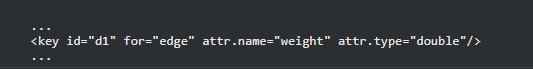 ...
<key id="d1" for="edge" attr.name="weight" attr.type="double"/>
...